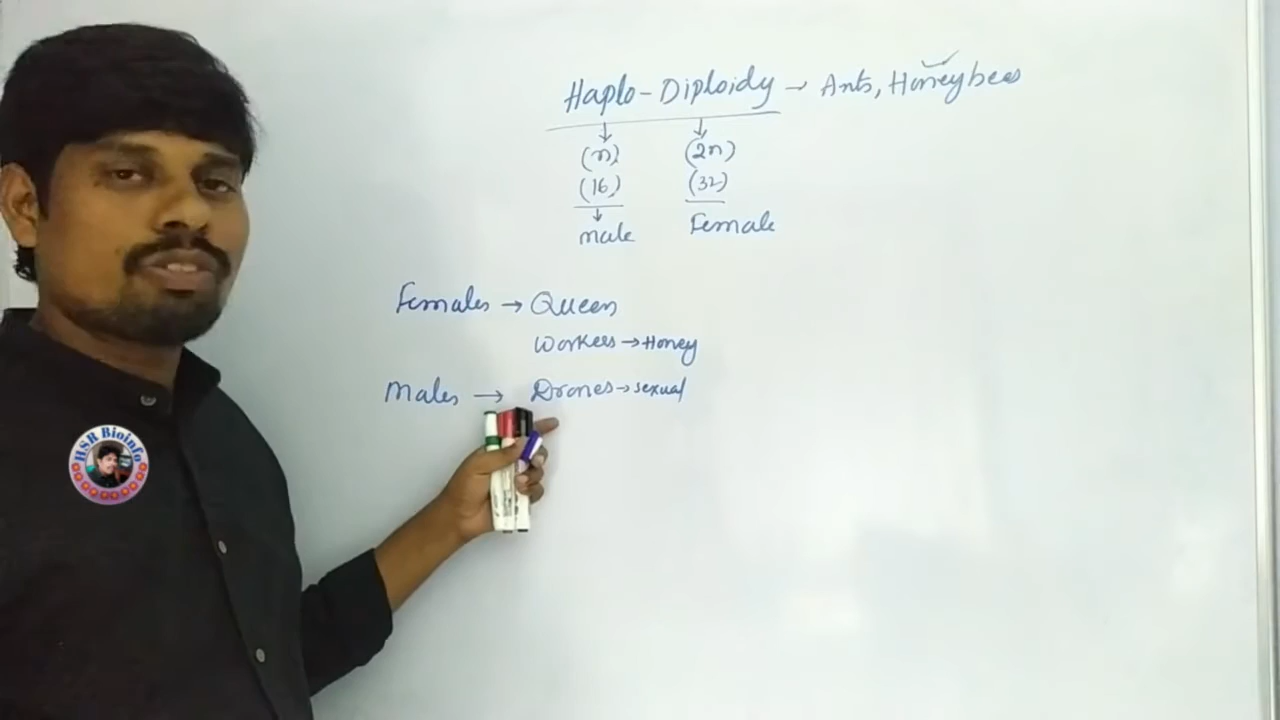 Haplo-Diploidy → Ants, Honeybees
(n) (2n)
(16) (32)
male Female
Females → Queen
Workers → Honey
Males → Drones → sexual
HSR Bioinfo